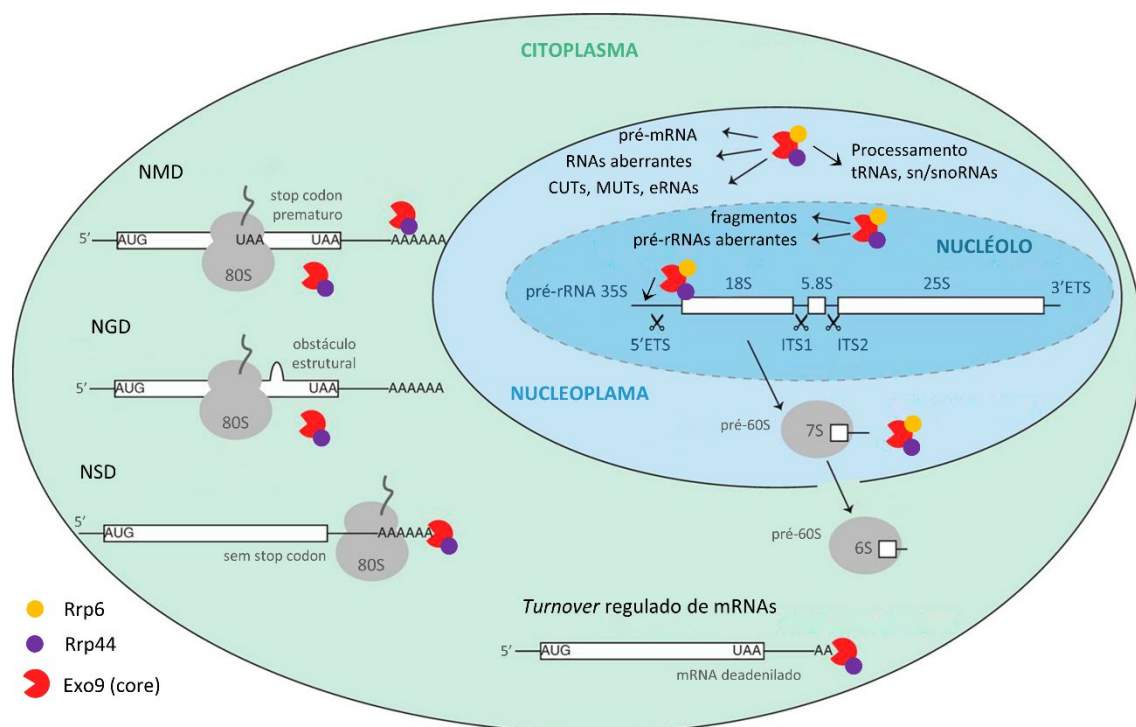 CITOPLASMA
pré-mRNA
RNAs aberrantes
CUTs, MUTs, eRNAs
Processamento
tRNAs, sn/snoRNAs
fragmentos
pré-rRNAs aberrantes
NUCLÉOLO
pré-rRNA 35S
18S
5.8S
25S
3'ETS
5'ETS
ITS1
ITS2
NUCLEOPLAMA
pré-60S
7S
pré-60S
6S
NMD
stop codon
prematuro
5'
AUG
UAA
UAA
AAAAAA
80S
NGD
obstáculo
estrutural
5'
AUG
UAA
AAAAAA
80S
NSD
5'
AUG
AAAAAA
sem stop codon
80S
Turnover regulado de mRNAs
5'
AUG
UAA
AA
mRNA deadenilado
Rrp6
Rrp44
Exo9 (core)